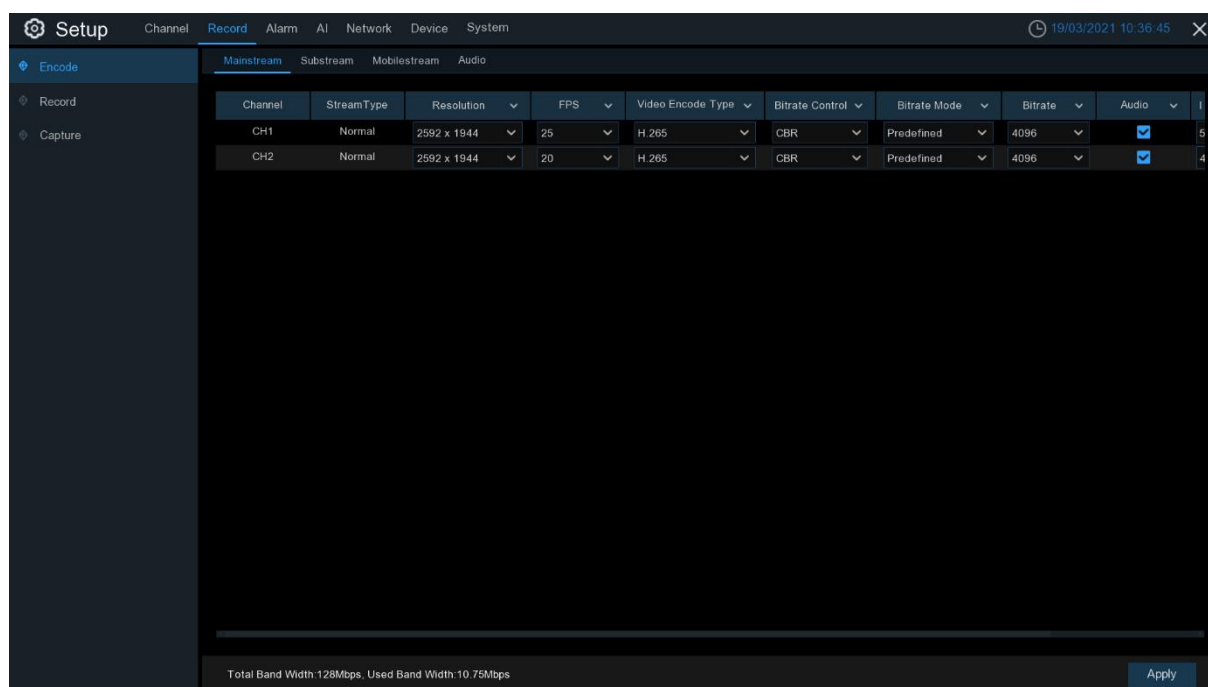 Setup Channel Record Alarm AI Network Device System 19/03/2021 10:36:45
Encode
Record
Capture
Mainstream Substream Mobilestream Audio
Channel StreamType Resolution FPS Video Encode Type Bitrate Control Bitrate Mode Bitrate Audio I
CH1 Normal 2592 x 1944 25 H.265 CBR Predefined 4096 5
CH2 Normal 2592 x 1944 20 H.265 CBR Predefined 4096 4
Total Band Width:128Mbps, Used Band Width:10.75Mbps
Apply